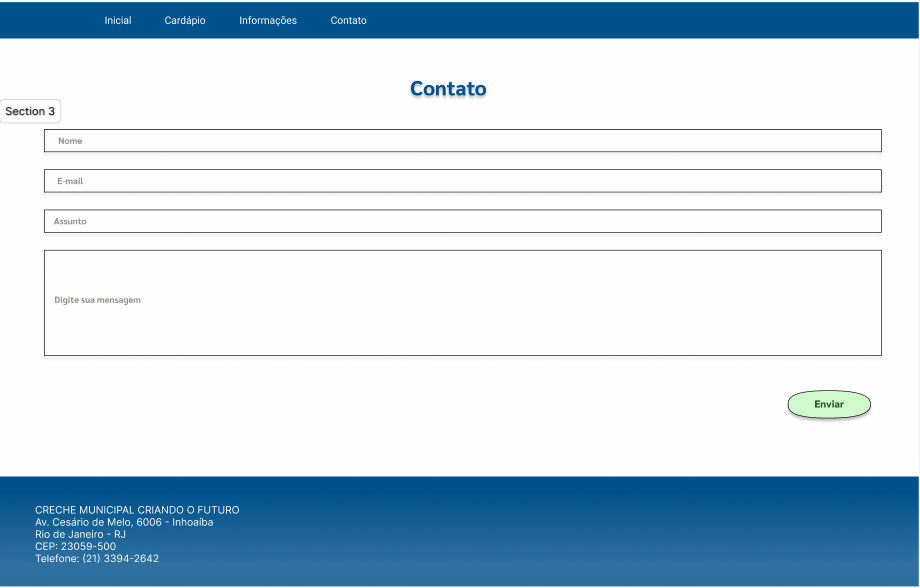 Inicial Cardápio Informações Contato
Contato
Section 3
Nome
E-mail
Assunto
Digite sua mensagem
Enviar
CRECHE MUNICIPAL CRIANDO O FUTURO
Av. Cesário de Melo, 6006 - Inhoaíba
Rio de Janeiro - RJ
CEP: 23059-500
Telefone: (21) 3394-2642